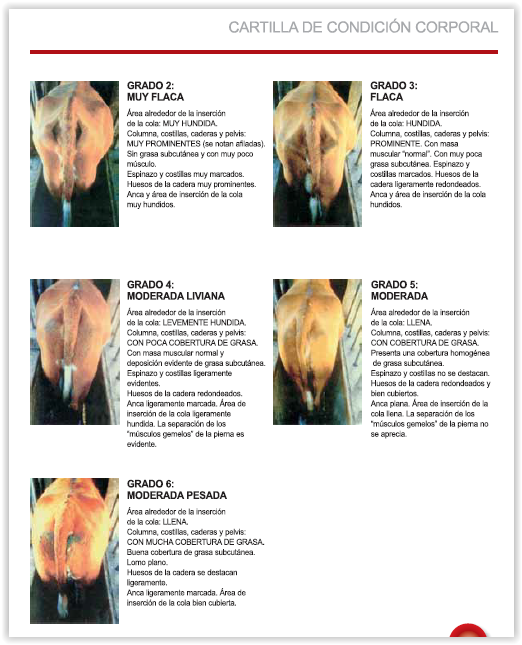 CARTILLA DE CONDICIÓN CORPORAL
GRADO 2:
MUY FLACA
Área alrededor de la inserción
de la cola: MUY HUNDIDA.
Columna, costillas, caderas y pelvis:
MUY PROMINENTES (se notan afiladas).
Sin grasa subcutánea y con muy poco
músculo.
Espinazo y costillas muy marcados.
Huesos de la cadera muy prominentes.
Anca y área de inserción de la cola
muy hundidos.
GRADO 3:
FLACA
Área alrededor de la inserción
de la cola: HUNDIDA.
Columna, costillas, caderas y pelvis:
PROMINENTE. Con masa
muscular “normal”. Con muy poca
grasa subcutánea. Espinazo y
costillas marcados. Huesos de la
cadera ligeramente redondeados.
Anca y área de inserción de la cola
hundidos.
GRADO 4:
MODERADA LIVIANA
Área alrededor de la inserción
de la cola: LEVEMENTE HUNDIDA.
Columna, costillas, caderas y pelvis:
CON POCA COBERTURA DE GRASA.
Con masa muscular normal y
deposición evidente de grasa subcutánea.
Espinazo y costillas ligeramente
evidentes.
Huesos de la cadera redondeados.
Anca ligeramente marcada. Área de
inserción de la cola ligeramente
hundida. La separación de los
“músculos gemelos” de la pierna es
evidente.
GRADO 5:
MODERADA
Área alrededor de la inserción
de la cola: LLENA.
Columna, costillas, caderas y pelvis:
CON COBERTURA DE GRASA.
Presenta una cobertura homogénea
de grasa subcutánea.
Espinazo y costillas no se destacan.
Huesos de la cadera redondeados y
bien cubiertos.
Anca plana. Área de inserción de la
cola llena. La separación de los
“músculos gemelos” de la pierna no
se aprecia.
GRADO 6:
MODERADA PESADA
Área alrededor de la inserción
de la cola: LLENA.
Columna, costillas, caderas y pelvis:
CON MUCHA COBERTURA DE GRASA.
Buena cobertura de grasa subcutánea.
Lomo plano.
Huesos de la cadera se destacan
ligeramente.
Anca ligeramente marcada. Área de
inserción de la cola bien cubierta.